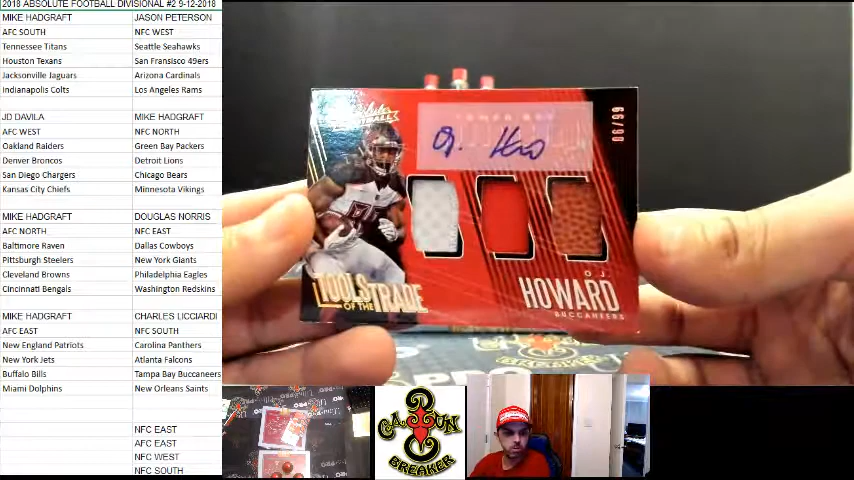 2018 ABSOLUTE FOOTBALL DIVISIONAL #2 9-12-2018
MIKE HADGRAFT JASON PETERSON
AFC SOUTH NFC WEST
Tennessee Titans Seattle Seahawks
Houston Texans San Fransisco 49ers
Jacksonville Jaguars Arizona Cardinals
Indianapolis Colts Los Angeles Rams
JD DAVILA MIKE HADGRAFT
AFC WEST NFC NORTH
Oakland Raiders Green Bay Packers
Denver Broncos Detroit Lions
San Diego Chargers Chicago Bears
Kansas City Chiefs Minnesota Vikings
MIKE HADGRAFT DOUGLAS NORRIS
AFC NORTH NFC EAST
Baltimore Raven Dallas Cowboys
Pittsburgh Steelers New York Giants
Cleveland Browns Philadelphia Eagles
Cincinnati Bengals Washington Redskins
MIKE HADGRAFT CHARLES LICCIARDI
AFC EAST NFC SOUTH
New England Patriots Carolina Panthers
New York Jets Atlanta Falcons
Buffalo Bills Tampa Bay Buccaneers
Miami Dolphins New Orleans Saints
NFC EAST
AFC EAST
NFC WEST
NFC SOUTH
TAMPA BAY
O.J.
HOWARD
BUCCANEERS
TOOLS
OF THE TRADE
CAJUN
BREAKER